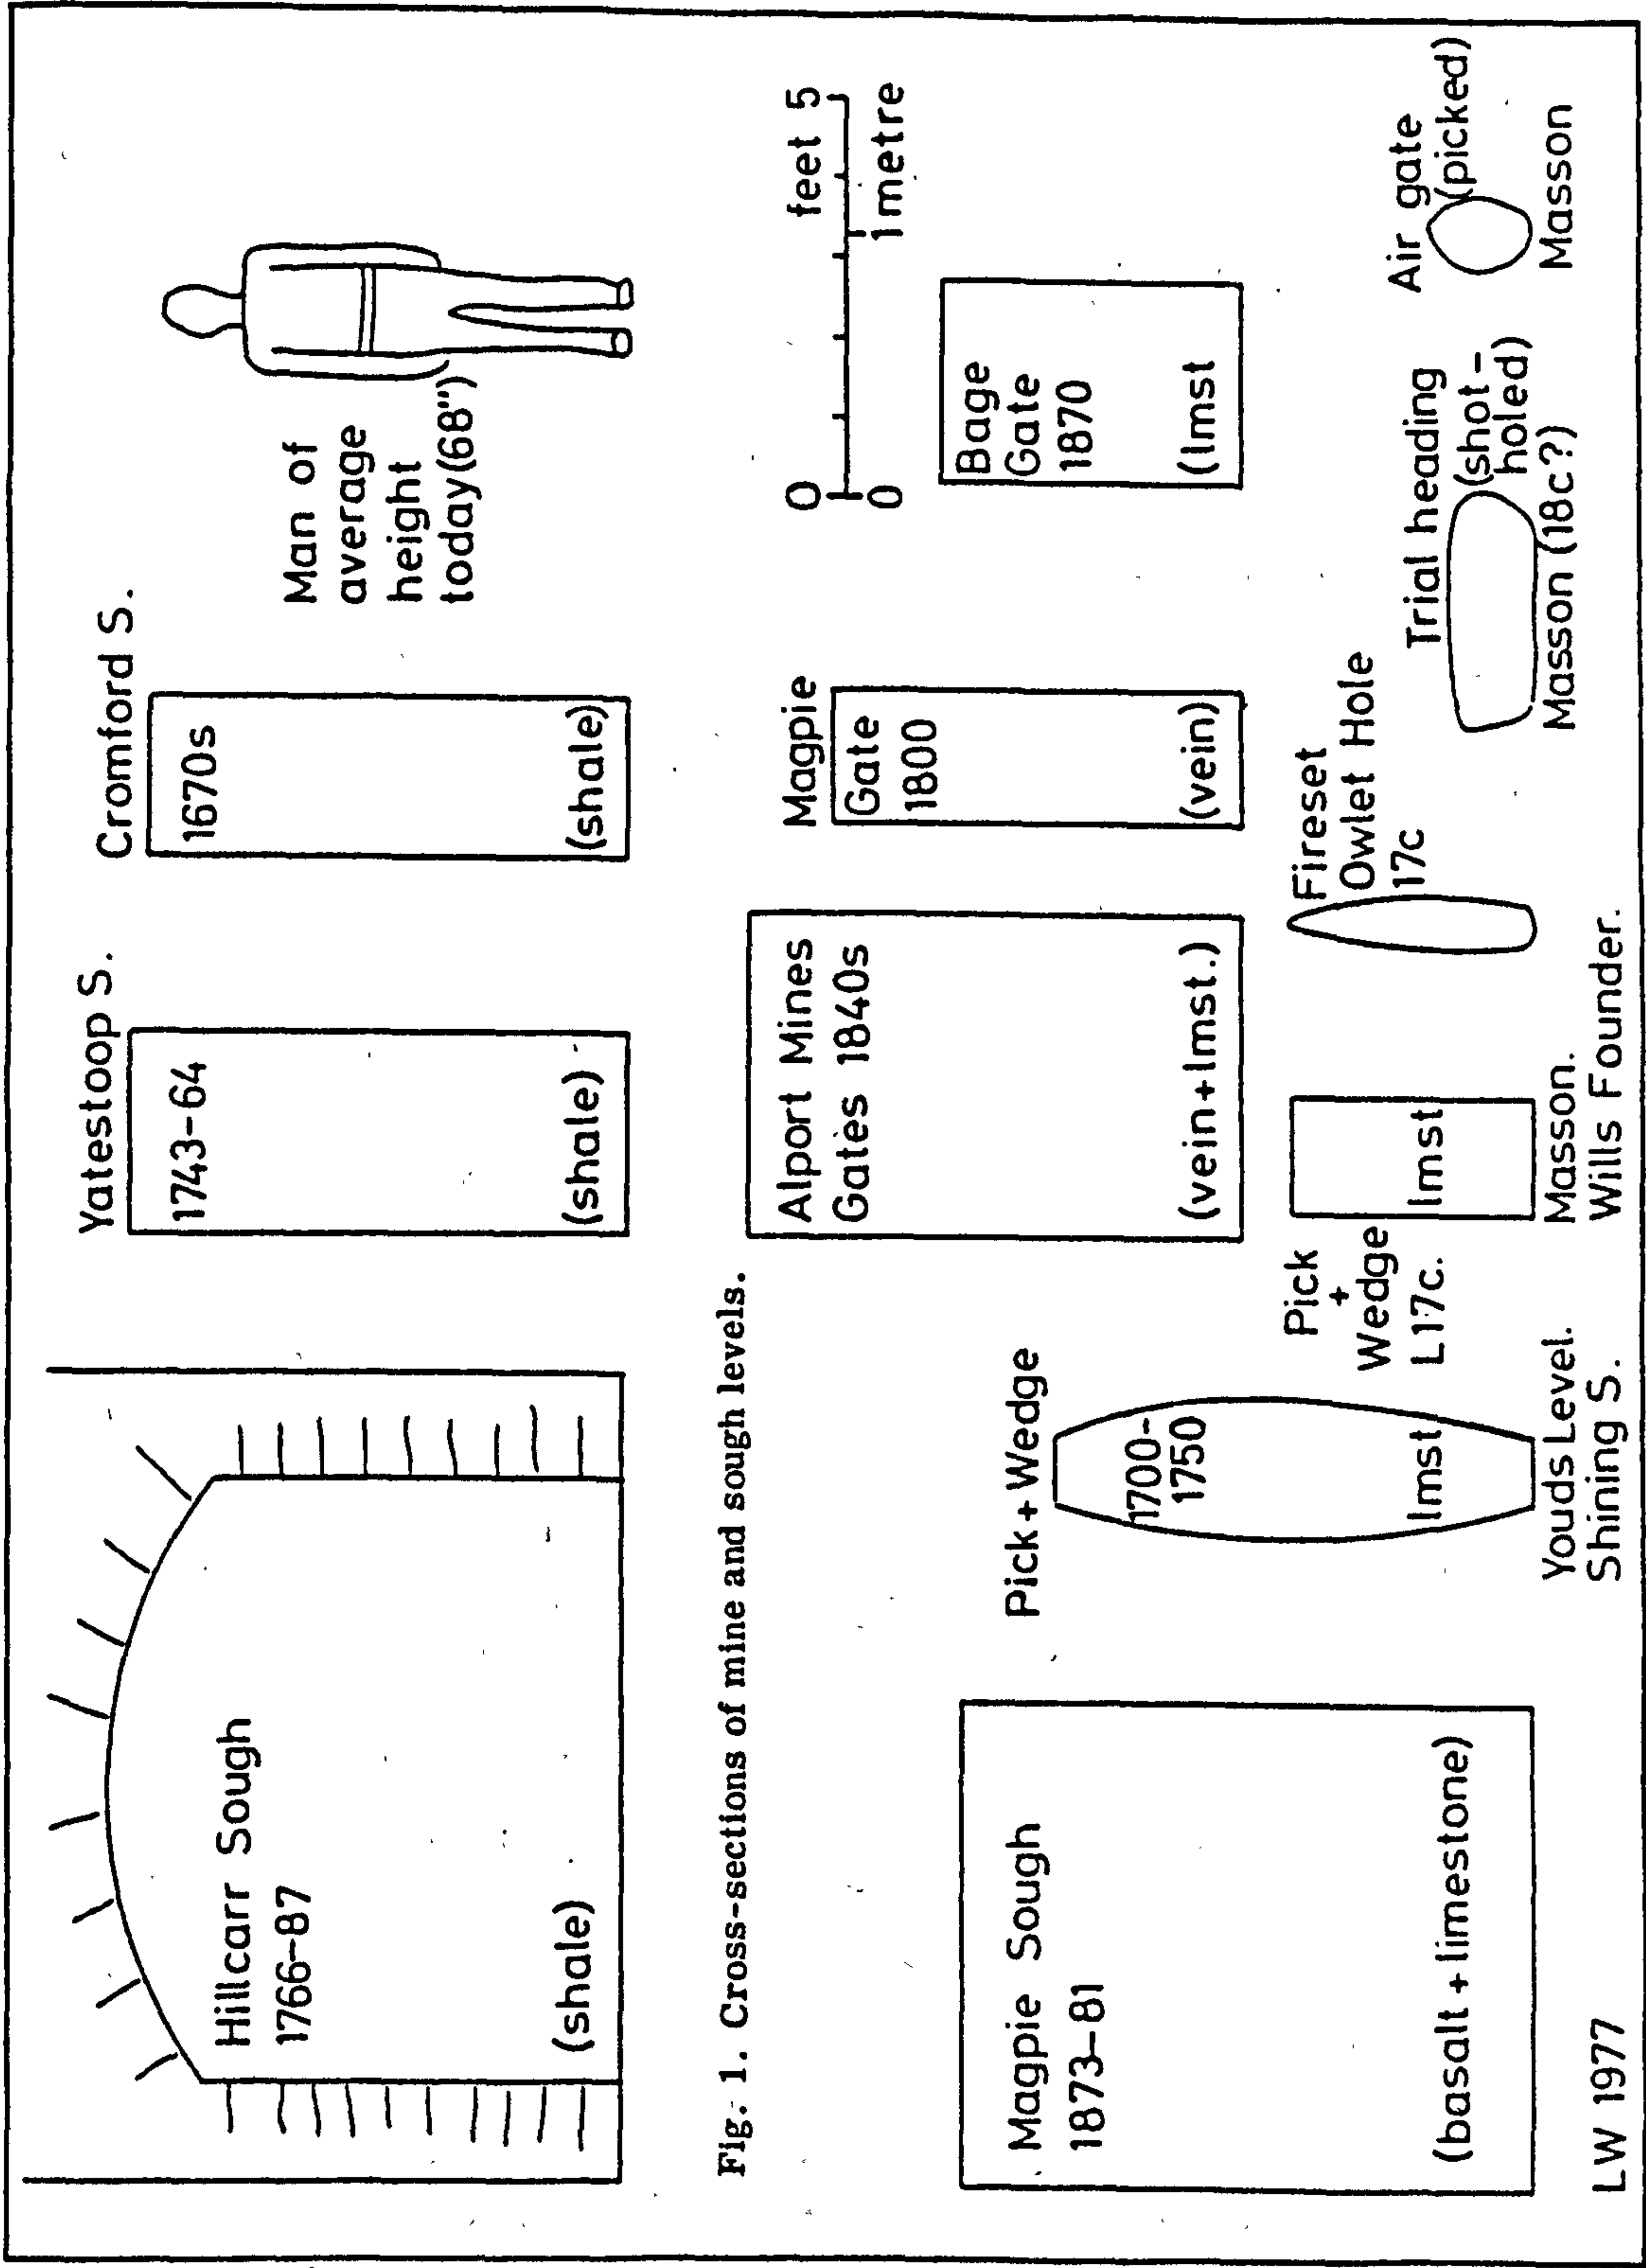 Hillcarr Sough
1766-87
(shale)
Yatestoop S.
1743-64
(shale)
Cromford S.
1670s
(shale)
Man of
average
height
today (68")
Fig. 1. Cross-sections of mine and sough levels.
0 feet 5
0 1 metre
Magpie Sough
1873-81
(basalt + limestone)
Pick + Wedge
1700-
1750
lmst
Youds Level.
Shining S.
Alport Mines
Gates 1840s
(vein + lmst.)
Magpie
Gate
1800
(vein)
Bage
Gate
1870
(lmst
Pick
+
Wedge
L17c.
lmst
Masson.
Wills Founder.
Fireset
Owlet Hole
17c
Trial heading
(shot-
holed)
Masson (18c??)
Air gate
(picked)
Masson
LW 1977